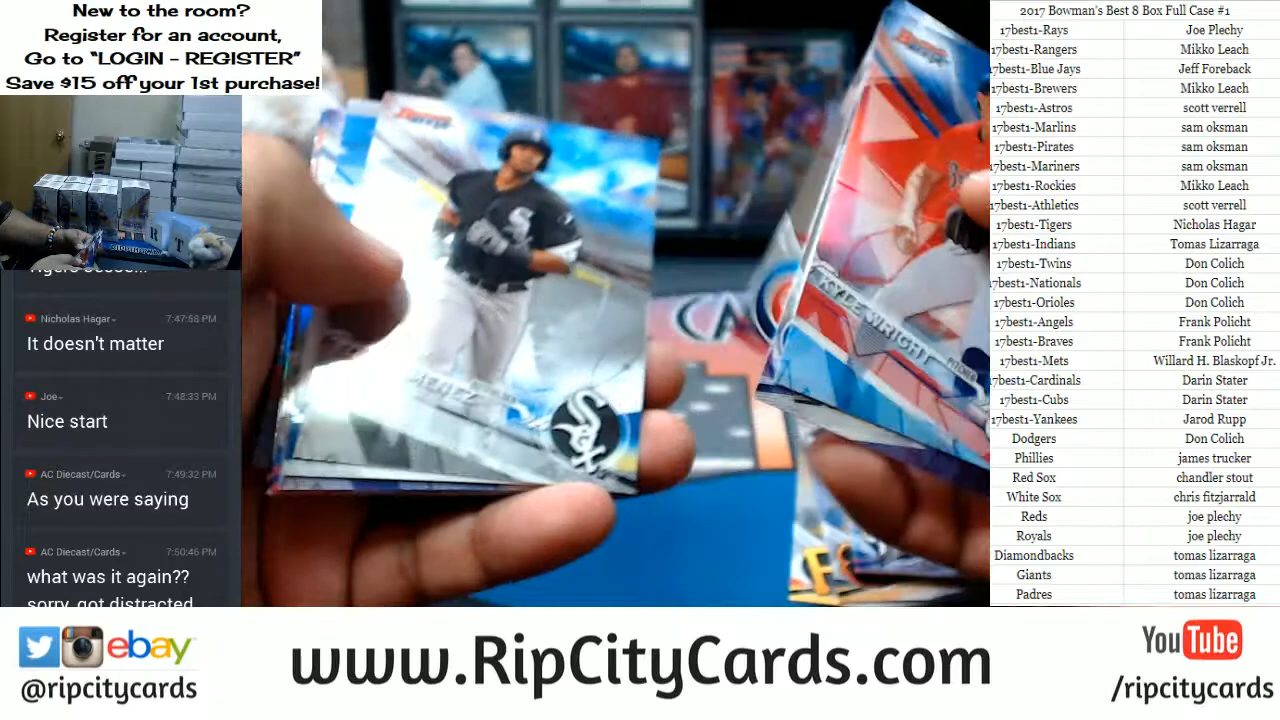 New to the room?
Register for an account,
Go to “LOGIN - REGISTER”
Save $15 off your 1st purchase!
Nicholas Hagar
7:47:58 PM
It doesn't matter
Joe
7:48:33 PM
Nice start
AC Diecast/Cards
7:49:32 PM
As you were saying
AC Diecast/Cards
7:50:46 PM
what was it again??
sorry, got distracted
KYLE WRIGHT
PITCHER
Sox
2017 Bowman's Best 8 Box Full Case #1
17best1-Rays Joe Plechy
17best1-Rangers Mikko Leach
17best1-Blue Jays Jeff Foreback
17best1-Brewers Mikko Leach
17best1-Astros scott verrell
17best1-Marlins sam oksman
17best1-Pirates sam oksman
17best1-Mariners sam oksman
17best1-Rockies Mikko Leach
17best1-Athletics scott verrell
17best1-Tigers Nicholas Hagar
17best1-Indians Tomas Lizarraga
17best1-Twins Don Colich
17best1-Nationals Don Colich
17best1-Orioles Don Colich
17best1-Angels Frank Policht
17best1-Braves Frank Policht
17best1-Mets Willard H. Blaskopf Jr.
17best1-Cardinals Darin Stater
17best1-Cubs Darin Stater
17best1-Yankees Jarod Rupp
Dodgers Don Colich
Phillies james trucker
Red Sox chandler stout
White Sox chris fitzjarrald
Reds joe plechy
Royals joe plechy
Diamondbacks tomas lizarraga
Giants tomas lizarraga
Padres tomas lizarraga
ebay
@ripcitycards
www.RipCityCards.com
YouTube
/ripcitycards